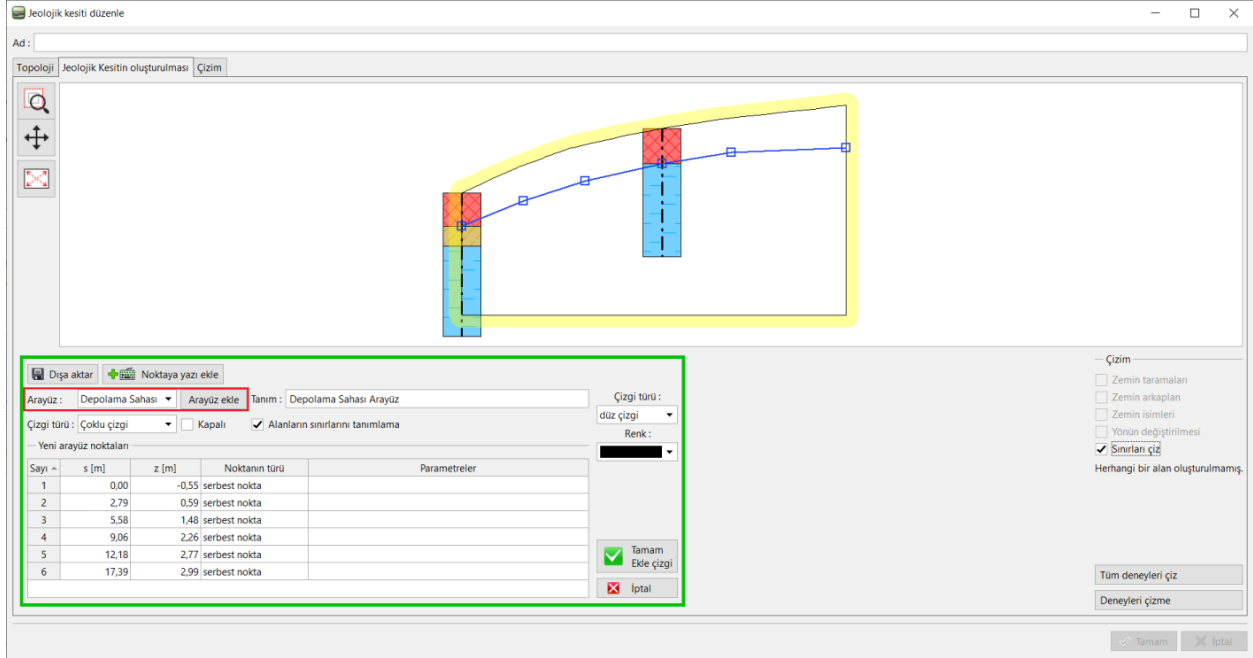 Jeolojik kesiti düzenle
Ad :
Topoloji Jeolojik Kesitin oluşturulması Çizim
Dışa aktar Noktaya yazı ekle
Arayüz : Depolama Sahası Arayüz ekle Tanım : Depolama Sahası Arayüz
Çizgi türü : Çoklu çizgi Kapalı Alanların sınırlarını tanımlama
Çizgi türü :
düz çizgi
Renk :
Yeni arayüz noktaları
Sayı s [m] z [m] Noktanın türü Parametreler
1 0,00 -0,55 serbest nokta
2 2,79 0,59 serbest nokta
3 5,58 1,48 serbest nokta
4 9,06 2,26 serbest nokta
5 12,18 2,77 serbest nokta
6 17,39 2,99 serbest nokta
Tamam
Ekle çizgi
İptal
Çizim
Zemin taramaları
Zemin arkaplan
Zemin isimleri
Yönün değiştirilmesi
Sınırları çiz
Herhangi bir alan oluşturulmamış.
Tüm deneyleri çiz
Deneyleri çizme
Tamam İptal